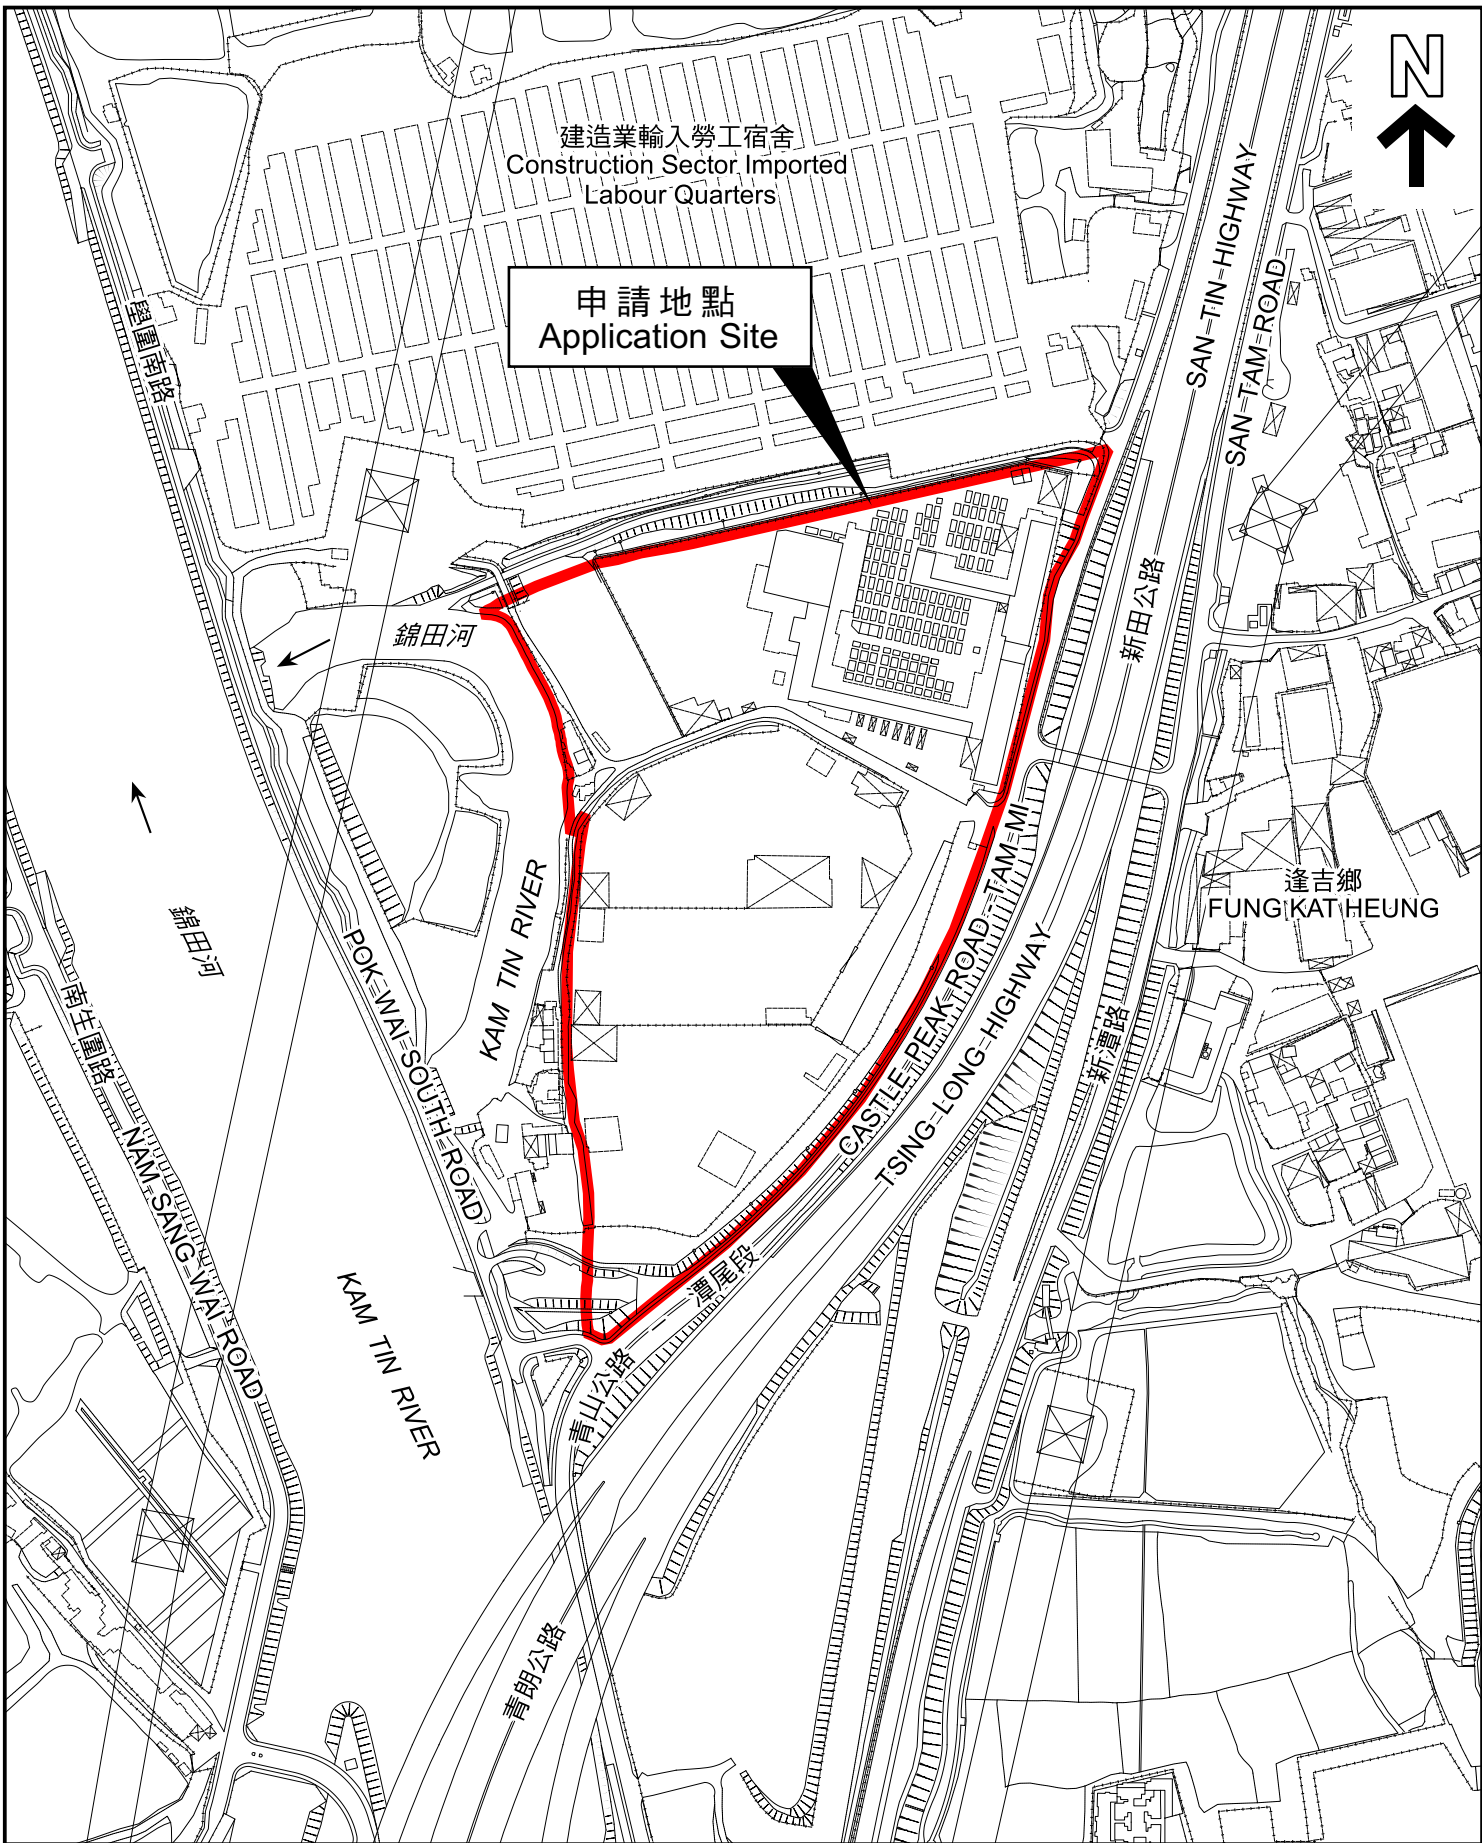 N
建造業輸入勞工宿舍
Construction Sector Imported
Labour Quarters
申請地點
Application Site
SAN TIN HIGHWAY
SAN TAM ROAD
壆圍南路
錦田河
新田公路
逢吉鄉
FUNG KAT HEUNG
錦田河
KAM TIN RIVER
POK WAI SOUTH ROAD
南生圍路
NAM SANG WAI ROAD
CASTLE PEAK ROAD - TAM MI
TSING LONG HIGHWAY
新潭路
KAM TIN RIVER
青山公路 — 潭尾段
青朗公路